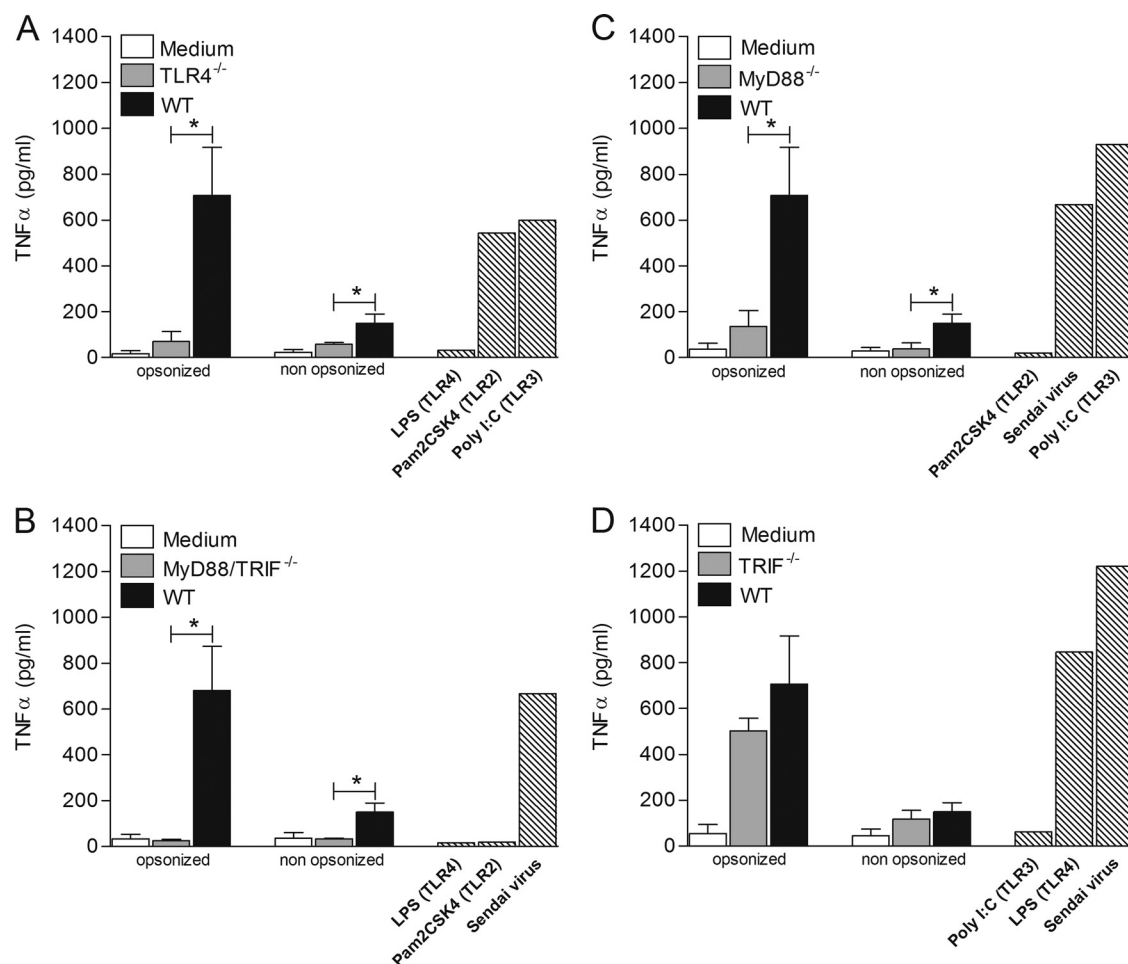 A
1400
1200
1000
800
600
400
200
0
TNFα (pg/ml)
Medium
TLR4-/-
WT
*
*
opsonized
non opsonized
LPS (TLR4)
Pam2CSK4 (TLR2)
Poly I:C (TLR3)
C
1400
1200
1000
800
600
400
200
0
TNFα (pg/ml)
Medium
MyD88-/-
WT
*
*
opsonized
non opsonized
Pam2CSK4 (TLR2)
Sendai virus
Poly I:C (TLR3)
B
1400
1200
1000
800
600
400
200
0
TNFα (pg/ml)
Medium
MyD88/TRIF-/-
WT
*
*
opsonized
non opsonized
LPS (TLR4)
Pam2CSK4 (TLR2)
Sendai virus
D
1400
1200
1000
800
600
400
200
0
TNFα (pg/ml)
Medium
TRIF-/-
WT
opsonized
non opsonized
Poly I:C (TLR3)
LPS (TLR4)
Sendai virus